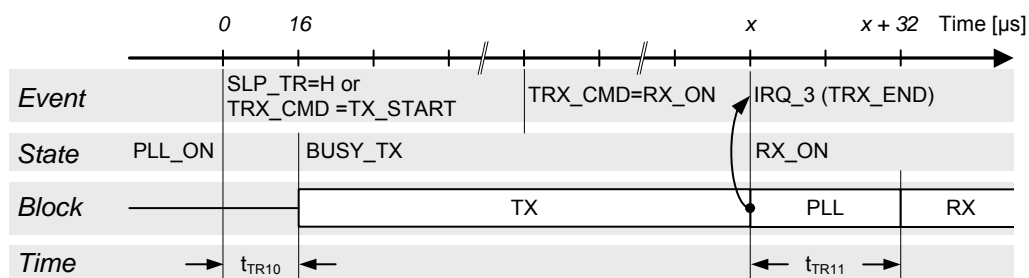 0 16 x x + 32 Time [µs]
Event SLP_TR=H or
TRX_CMD =TX_START TRX_CMD=RX_ON IRQ_3 (TRX_END)
State PLL_ON BUSY_TX RX_ON
Block TX PLL RX
Time tTR10 tTR11